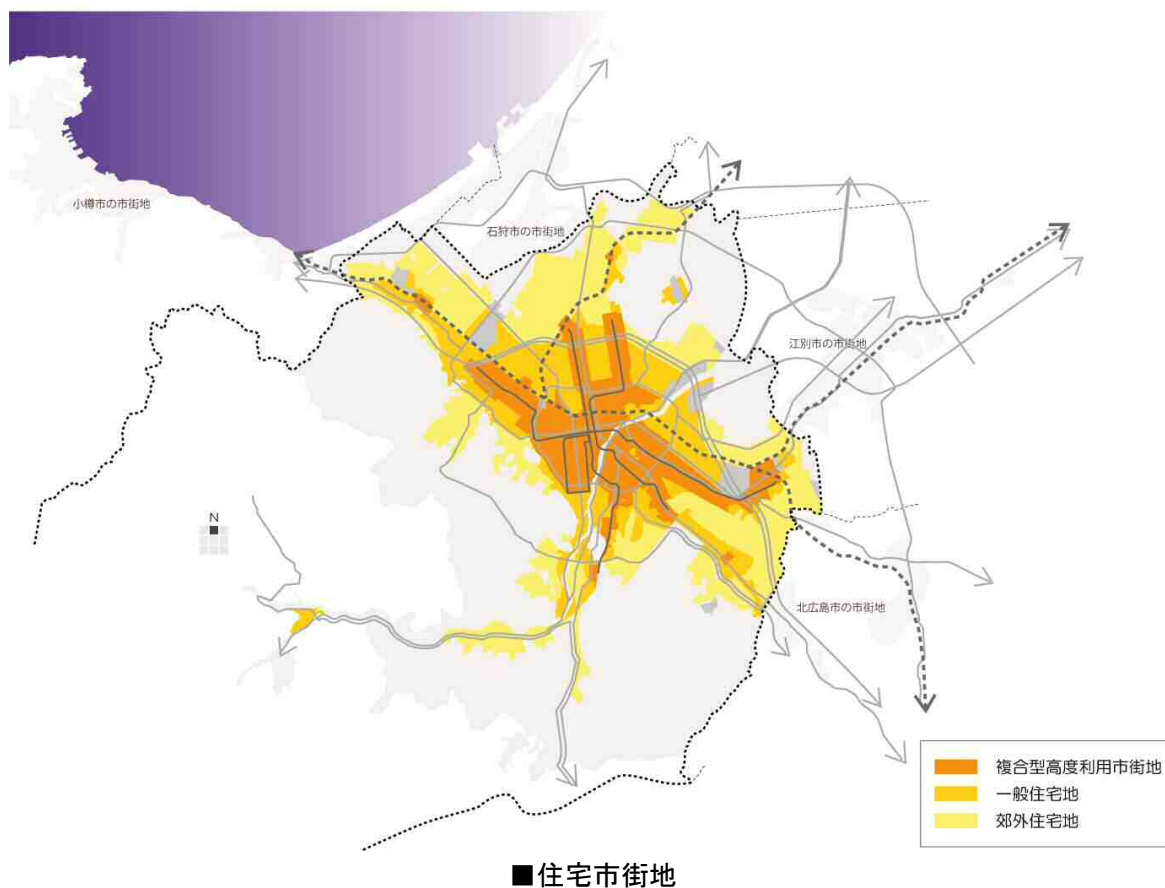 小樽市の市街地
石狩市の市街地
江別市の市街地
N
北広島市の市街地
複合型高度利用市街地
一般住宅地
郊外住宅地
■住宅市街地